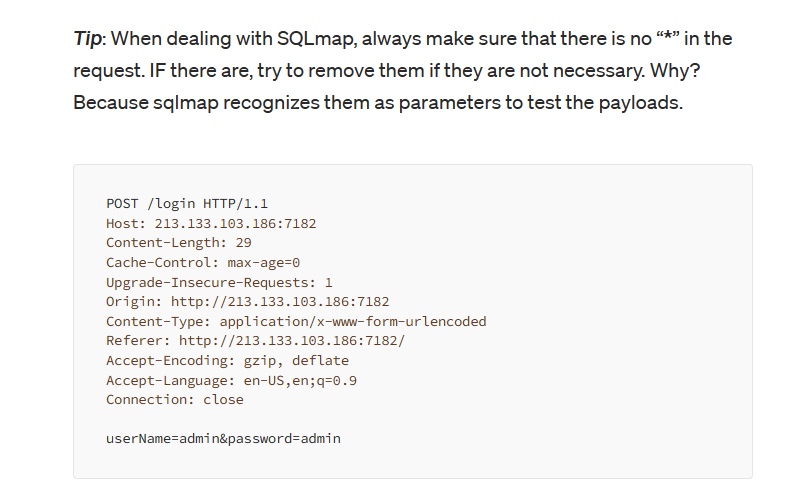 Tip: When dealing with SQLmap, always make sure that there is no “*” in the
request. IF there are, try to remove them if they are not necessary. Why?
Because sqlmap recognizes them as parameters to test the payloads.
POST /login HTTP/1.1
Host: 213.133.103.186:7182
Content-Length: 29
Cache-Control: max-age=0
Upgrade-Insecure-Requests: 1
Origin: http://213.133.103.186:7182
Content-Type: application/x-www-form-urlencoded
Referer: http://213.133.103.186:7182/
Accept-Encoding: gzip, deflate
Accept-Language: en-US,en;q=0.9
Connection: close
userName=admin&password=admin